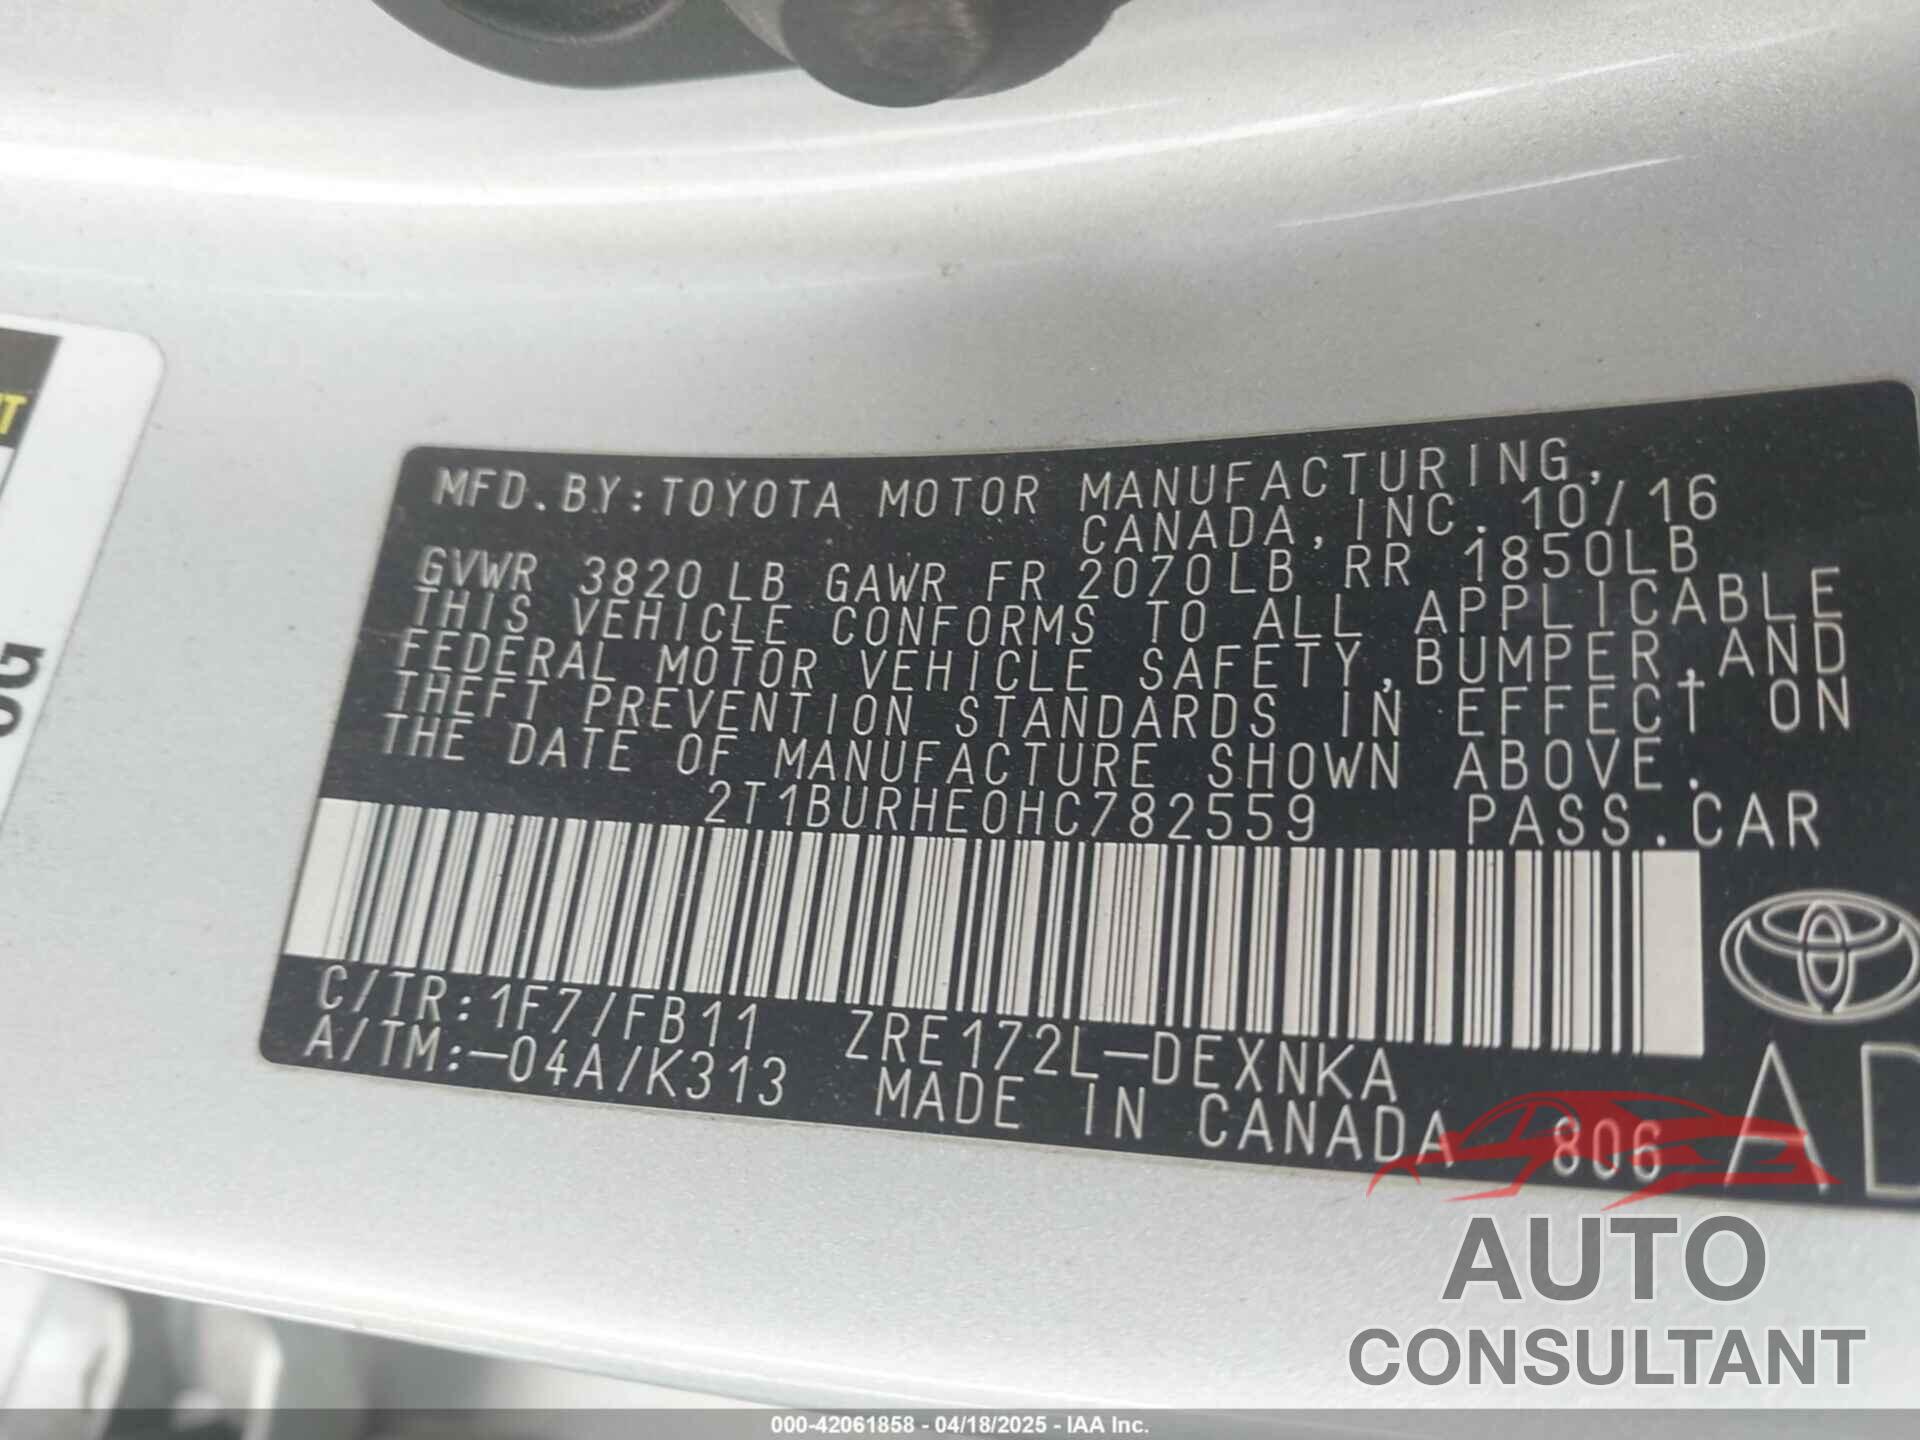 T
0G
MFD.BY:TOYOTA MOTOR MANUFACTURING,
CANADA,INC. 10/16
GVWR 3820LB GAWR FR 2070LB RR 1850LB
THIS VEHICLE CONFORMS TO ALL APPLICABLE
FEDERAL MOTOR VEHICLE SAFETY,BUMPER,AND
THEFT PREVENTION STANDARDS IN EFFECT ON
THE DATE OF MANUFACTURE SHOWN ABOVE.
2T1BURHE0HC782559 PASS.CAR
C/TR:1F7/FB11 ZRE172L-DEXNKA
A/TM:-04A/K313 MADE IN CANADA 806 AD
AUTO
CONSULTANT
000-42061858 - 04/18/2025 - IAA Inc.